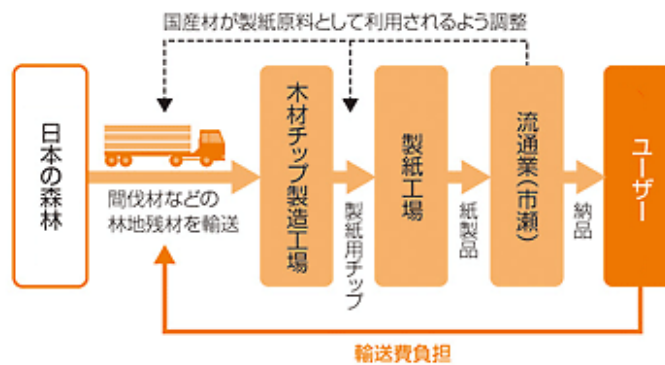 国産材が製紙原料として利用されるよう調整
日本の森林
間伐材などの
林地残材を輸送
木材チップ製造工場
製紙用チップ
製紙工場
紙製品
流通業（市瀬）
納品
ユーザー
輸送費負担